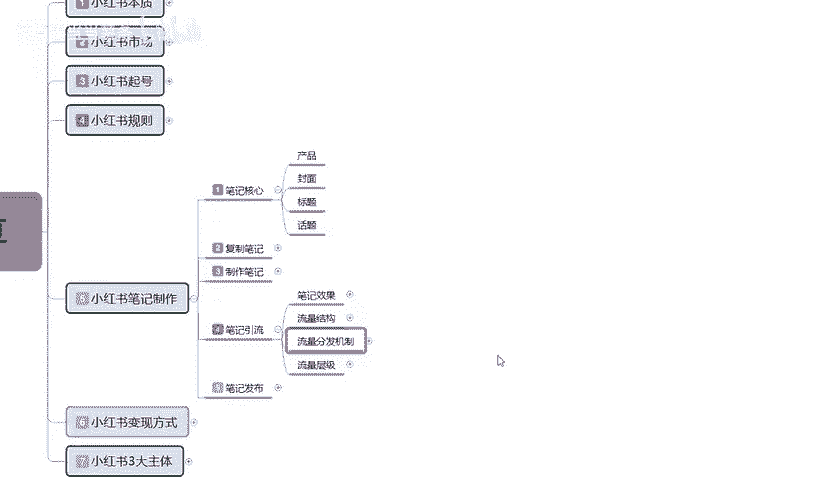 1 小红书本质
2 小红书市场
3 小红书起号
4 小红书规则
5 小红书笔记制作
1 笔记核心
产品
封面
标题
话题
2 复制笔记
3 制作笔记
4 笔记引流
笔记效果
流量结构
流量分发机制
流量层级
5 笔记发布
6 小红书变现方式
7 小红书3大主体